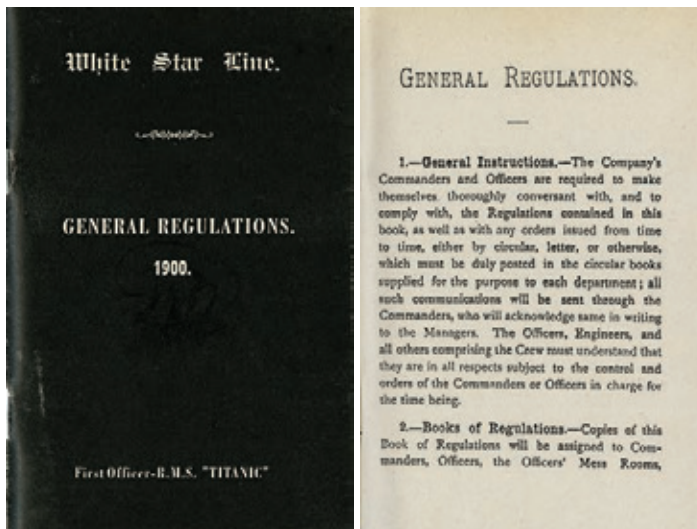 White Star Line.
GENERAL REGULATIONS.
1900.
First Officer-R.M.S. "TITANIC"
GENERAL REGULATIONS.
1.—General Instructions.—The Company's
Commanders and Officers are required to make
themselves thoroughly conversant with, and to
comply with, the Regulations contained in this
book, as well as with any orders issued from time
to time, either by circular, letter, or otherwise,
which must be duly posted in the circular books
supplied for the purpose to each department; all
such communications will be sent through the
Commanders, who will acknowledge same in writing
to the Managers. The Officers, Engineers, and
all others comprising the Crew must understand that
they are in all respects subject to the control and
orders of the Commanders or Officers in charge for
the time being.
2.—Books of Regulations.—Copies of this
Book of Regulations will be assigned to Com-
manders, Officers, the Officers' Mess Rooms,